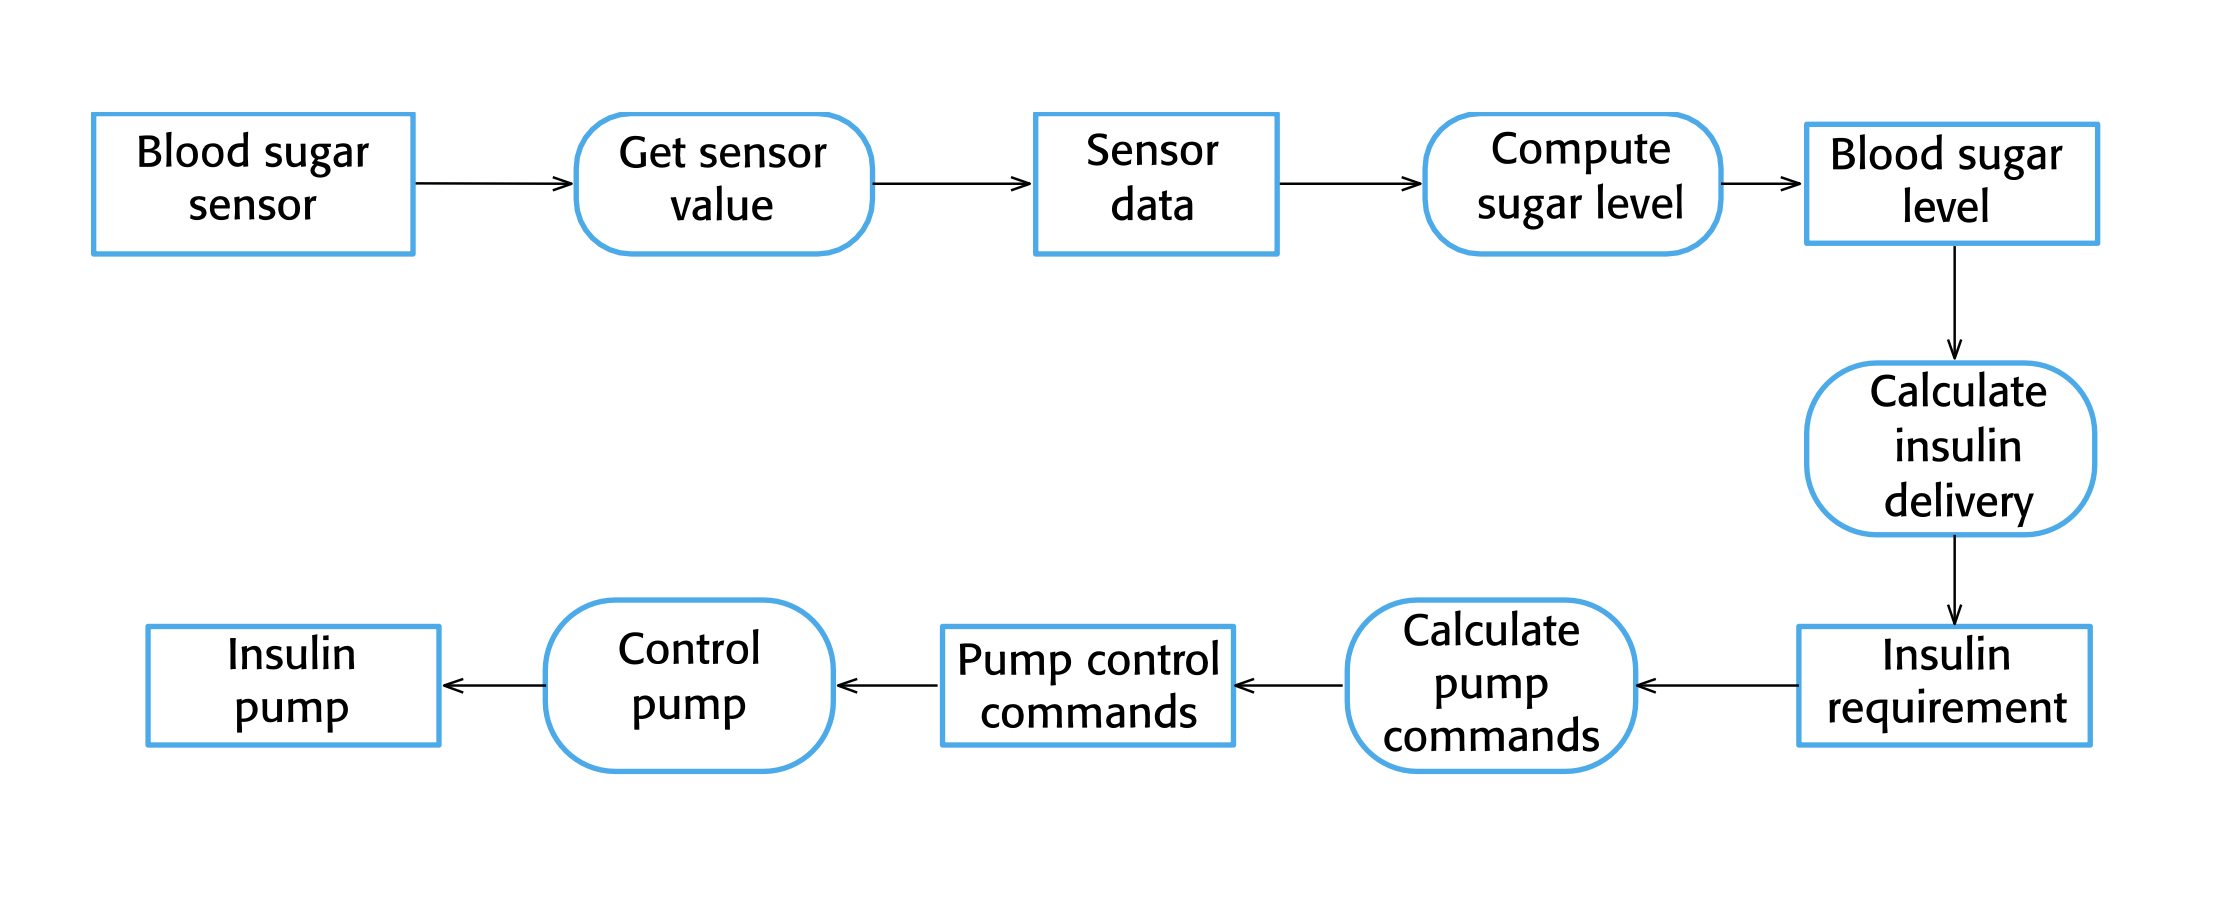 Blood sugar
sensor
Get sensor
value
Sensor
data
Compute
sugar level
Blood sugar
level
Calculate
insulin
delivery
Insulin
requirement
Calculate
pump
commands
Pump control
commands
Control
pump
Insulin
pump